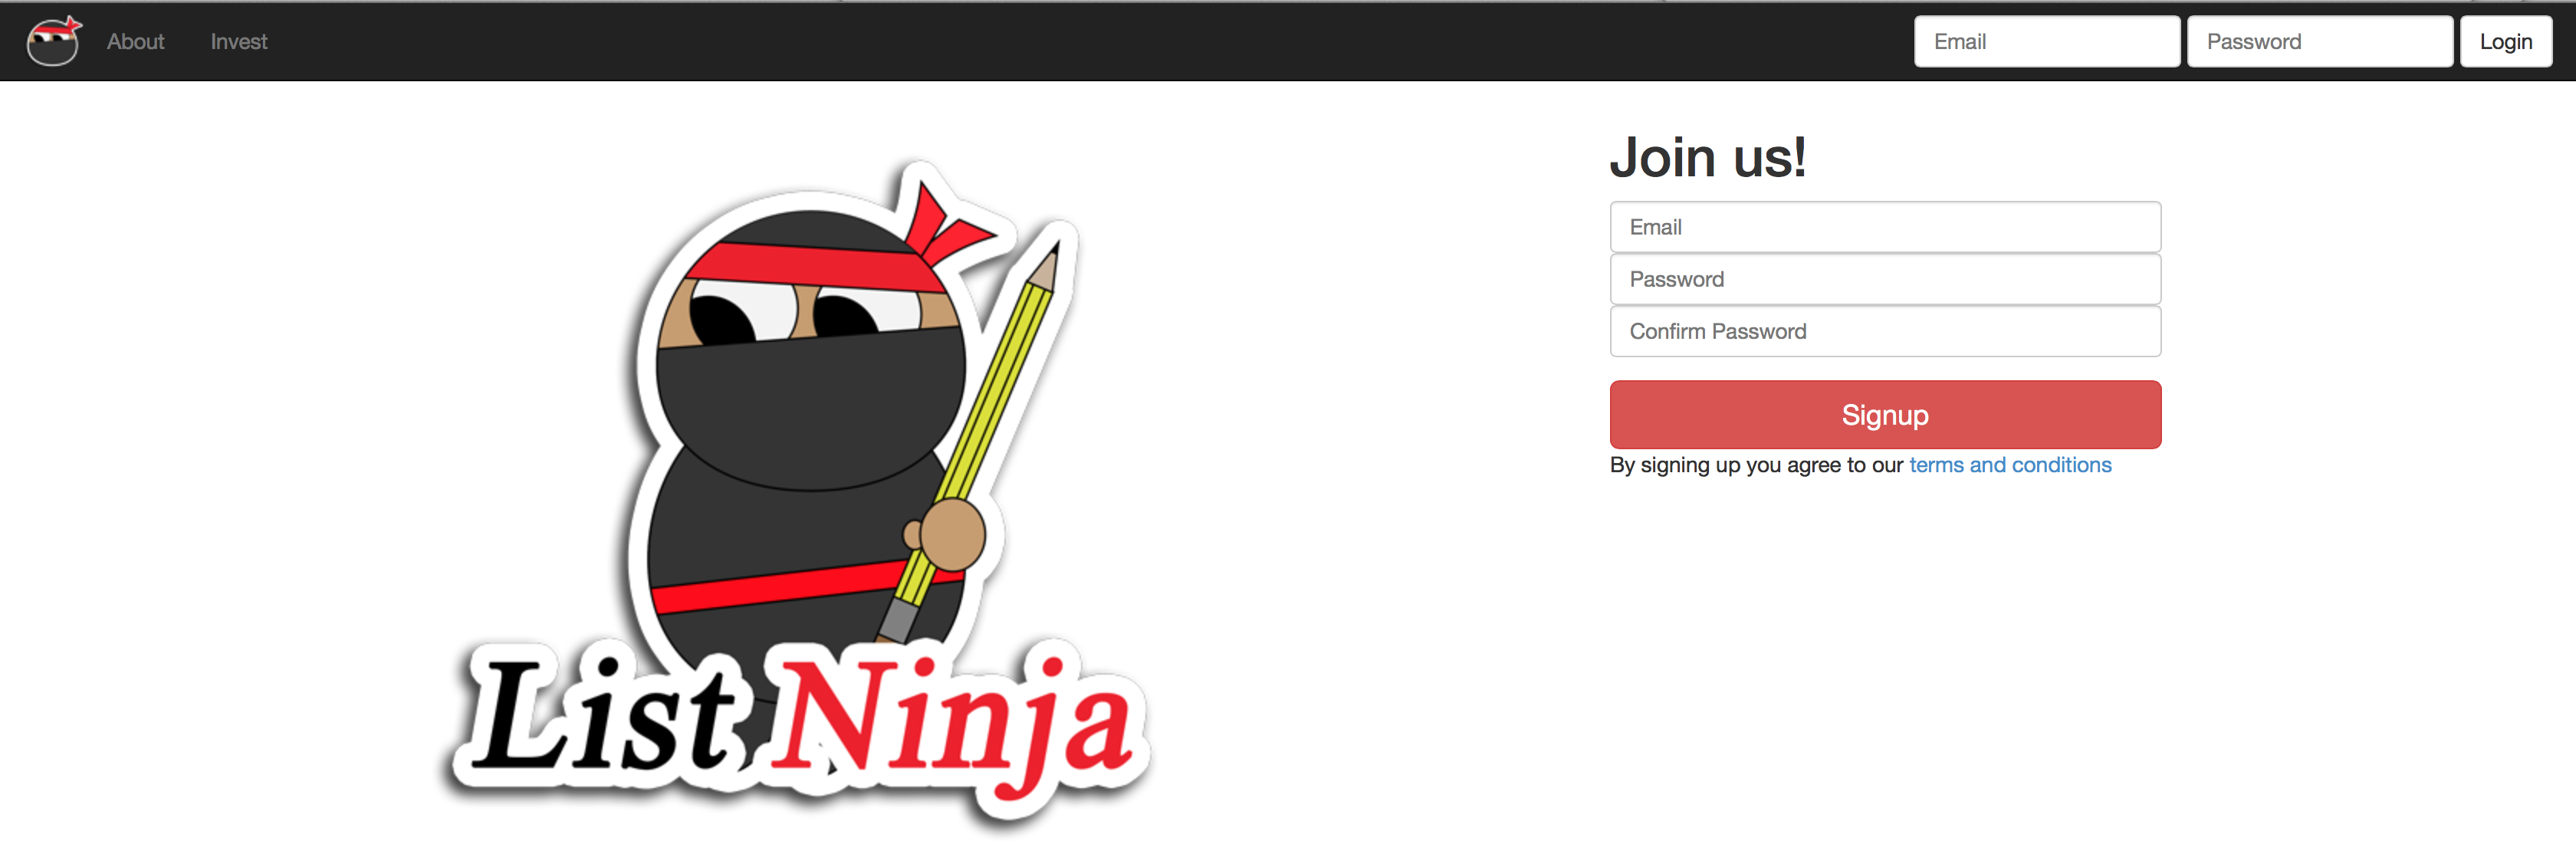 About Invest Email Password Login
Join us!
Email
Password
Confirm Password
Signup
By signing up you agree to our terms and conditions
List Ninja